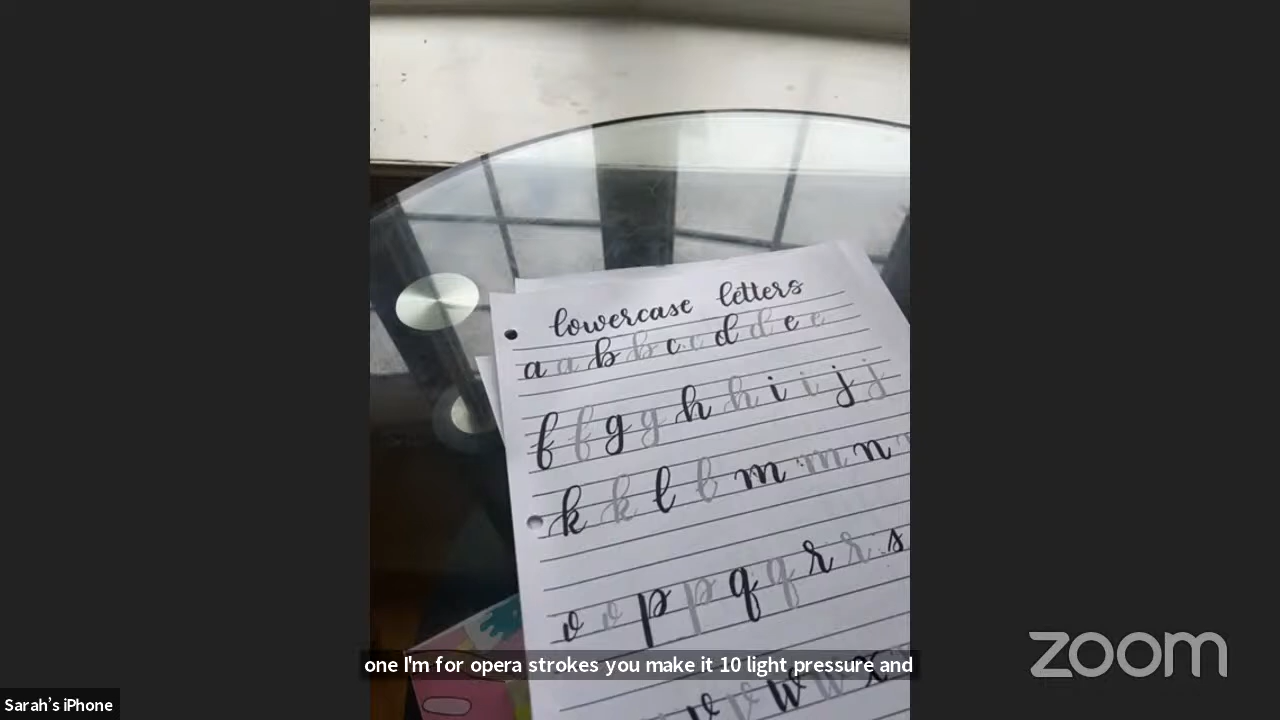 lowercase letters
a a b b c c d d e e
f f g g h h i i j j
k k l l m m n n
o o p p q q r r s
v v w w x
one I'm for opera strokes you make it 10 light pressure and
zoom
Sarah's iPhone